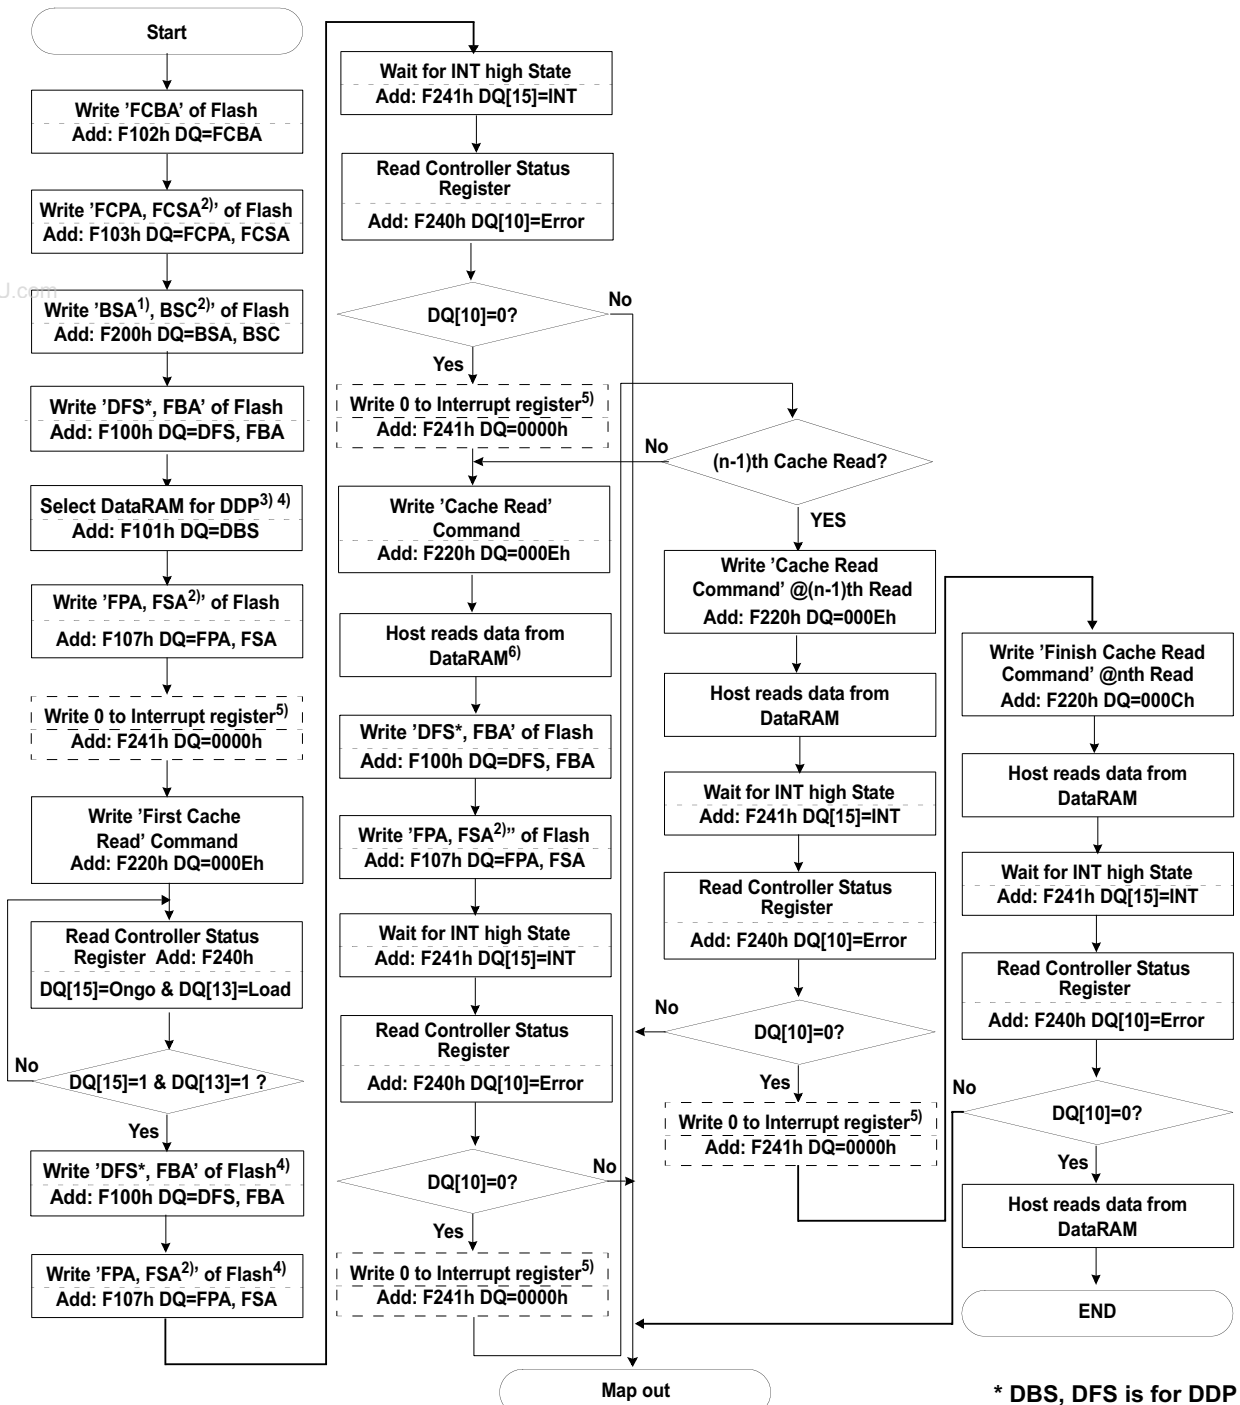 Start
Write 'FCBA' of Flash
Add: F102h DQ=FCBA
Write 'FCPA, FCSA2)' of Flash
Add: F103h DQ=FCPA, FCSA
U.com
Write 'BSA1), BSC2)' of Flash
Add: F200h DQ=BSA, BSC
Write 'DFS*, FBA' of Flash
Add: F100h DQ=DFS, FBA
Select DataRAM for DDP3) 4)
Add: F101h DQ=DBS
Write 'FPA, FSA2)' of Flash
Add: F107h DQ=FPA, FSA
Write 0 to Interrupt register5)
Add: F241h DQ=0000h
Write 'First Cache
Read' Command
Add: F220h DQ=000Eh
Read Controller Status
Register Add: F240h
DQ[15]=Ongo & DQ[13]=Load
No
DQ[15]=1 & DQ[13]=1 ?
Yes
Write 'DFS*, FBA' of Flash4)
Add: F100h DQ=DFS, FBA
Write 'FPA, FSA2)' of Flash4)
Add: F107h DQ=FPA, FSA
Wait for INT high State
Add: F241h DQ[15]=INT
Read Controller Status
Register
Add: F240h DQ[10]=Error
DQ[10]=0?
No
Yes
Write 0 to Interrupt register5)
Add: F241h DQ=0000h
Write 'Cache Read'
Command
Add: F220h DQ=000Eh
Host reads data from
DataRAM6)
Write 'DFS*, FBA' of Flash
Add: F100h DQ=DFS, FBA
Write 'FPA, FSA2)'' of Flash
Add: F107h DQ=FPA, FSA
Wait for INT high State
Add: F241h DQ[15]=INT
Read Controller Status
Register
Add: F240h DQ[10]=Error
DQ[10]=0?
No
Yes
Write 0 to Interrupt register5)
Add: F241h DQ=0000h
Map out
No
(n-1)th Cache Read?
YES
Write 'Cache Read
Command' @(n-1)th Read
Add: F220h DQ=000Eh
Host reads data from
DataRAM
Wait for INT high State
Add: F241h DQ[15]=INT
Read Controller Status
Register
Add: F240h DQ[10]=Error
No
DQ[10]=0?
Yes
Write 0 to Interrupt register5)
Add: F241h DQ=0000h
Write 'Finish Cache Read
Command' @nth Read
Add: F220h DQ=000Ch
Host reads data from
DataRAM
Wait for INT high State
Add: F241h DQ[15]=INT
Read Controller Status
Register
Add: F240h DQ[10]=Error
No
DQ[10]=0?
Yes
Host reads data from
DataRAM
END
* DBS, DFS is for DDP